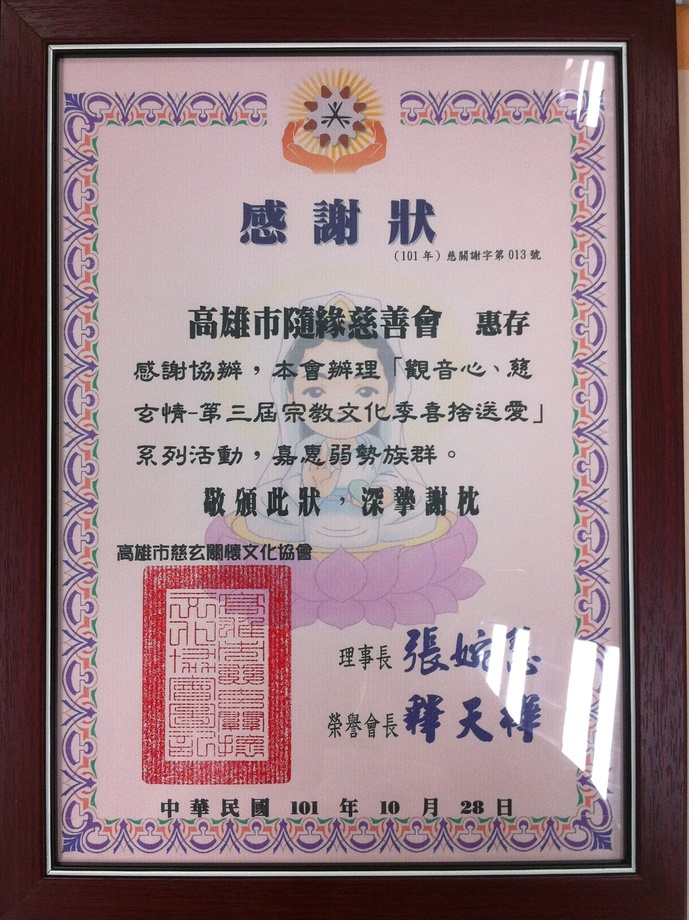 感謝狀
(101年)慈關謝字第013號
高雄市隨緣慈善會 惠存
感謝協辦，本會辦理「觀音心、慈
玄情-第三屆宗教文化季喜捨送愛」
系列活動，嘉惠弱勢族群。
敬頒此狀，深摯謝忱
高雄市慈玄關懷文化協會
理事長 張婉
榮譽會長 釋天禪
中華民國 101 年 10 月 28 日